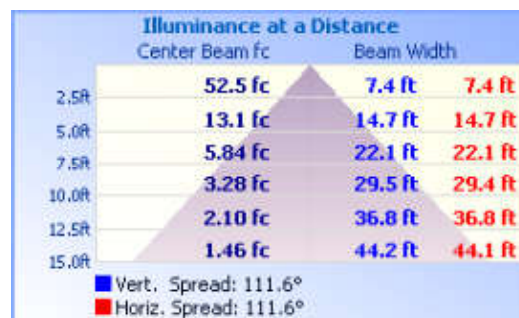 Illuminance at a Distance
Center Beam fc Beam Width
2.5ft 52.5 fc 7.4 ft 7.4 ft
5.0ft 13.1 fc 14.7 ft 14.7 ft
7.5ft 5.84 fc 22.1 ft 22.1 ft
10.0ft 3.28 fc 29.5 ft 29.4 ft
12.5ft 2.10 fc 36.8 ft 36.8 ft
15.0ft 1.46 fc 44.2 ft 44.1 ft
Vert. Spread: 111.6°
Horiz. Spread: 111.6°